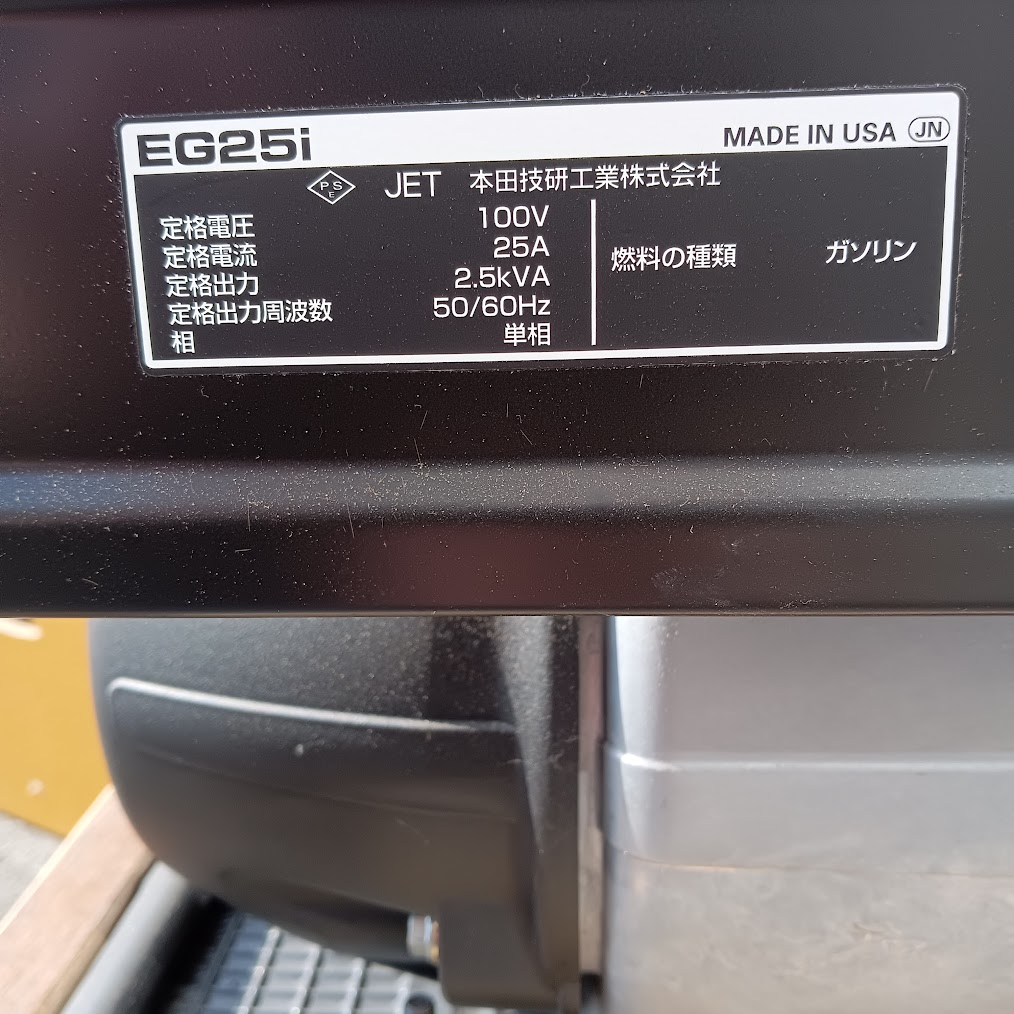 EG25i
MADE IN USA JN
PSE JET 本田技研工業株式会社
定格電圧 100V
定格電流 25A
定格出力 2.5kVA
定格出力周波数 50/60Hz
相 単相
燃料の種類 ガソリン